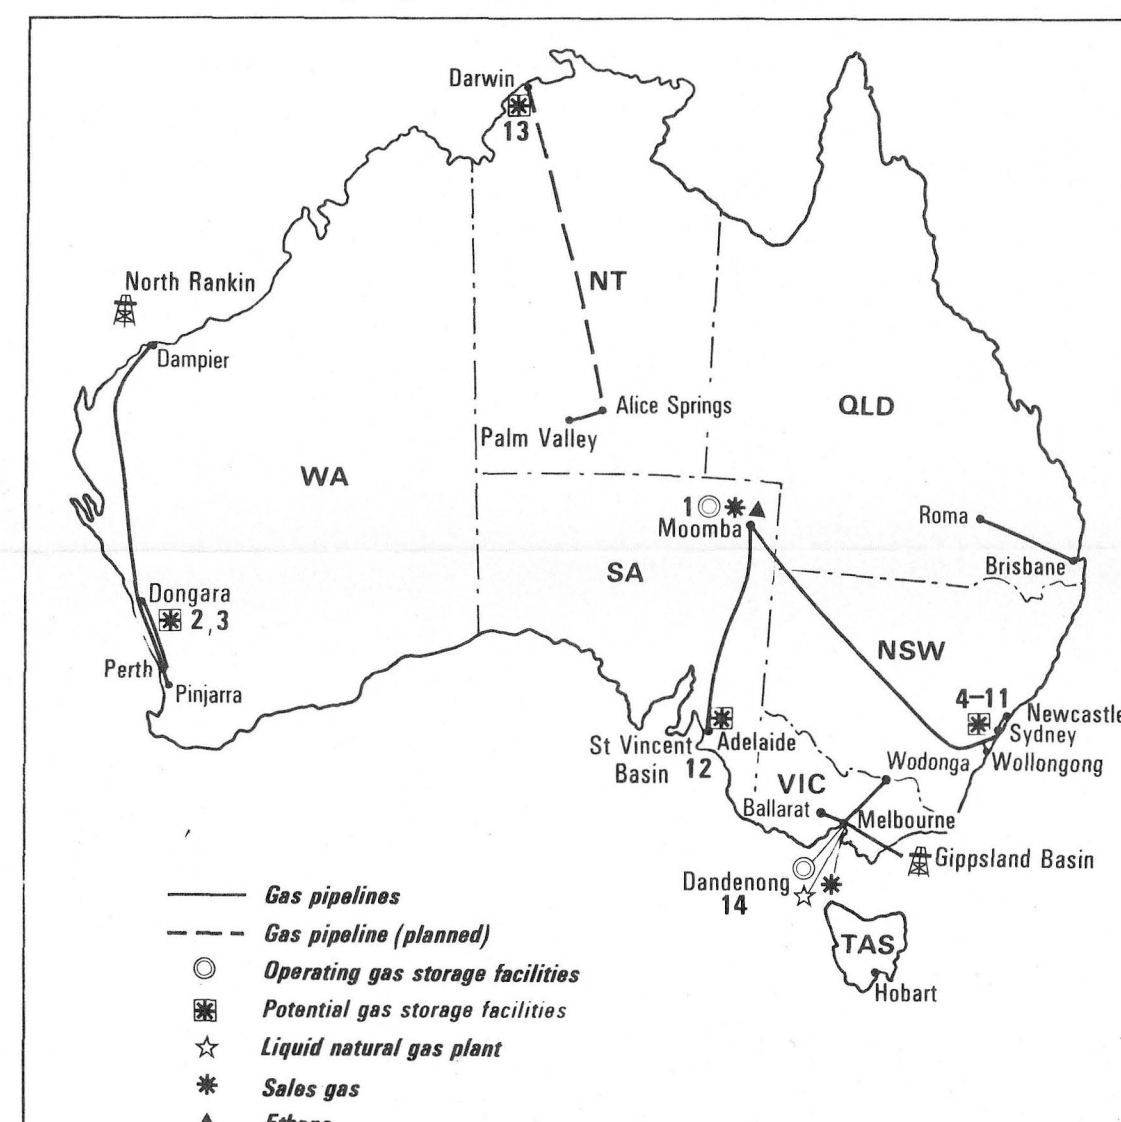 Darwin
13
North Rankin
NT
Dampier
Alice Springs
QLD
Palm Valley
WA
1
Moomba
Roma
SA
Brisbane
Dongara
2,3
NSW
Perth
Pinjarra
4–11
Newcastle
Sydney
St Vincent
Basin
12
Adelaide
Wodonga
Wollongong
VIC
Ballarat
Melbourne
Gippsland Basin
Dandenong
14
TAS
Hobart
Gas pipelines
Gas pipeline (planned)
Operating gas storage facilities
Potential gas storage facilities
Liquid natural gas plant
Sales gas